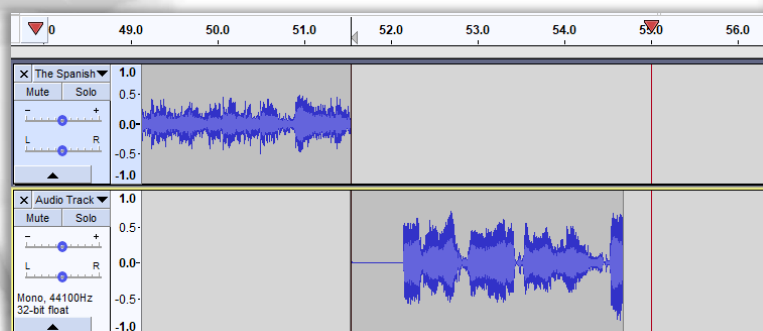 0 49.0 50.0 51.0 52.0 53.0 54.0 55.0 56.0
× The Spanish▼ 1.0
Mute Solo 0.5-
- + 0.0-
L R -0.5-
-1.0
× Audio Track ▼ 1.0
Mute Solo 0.5-
- + 0.0-
L R
Mono, 44100Hz -0.5-
32-bit float
-1.0